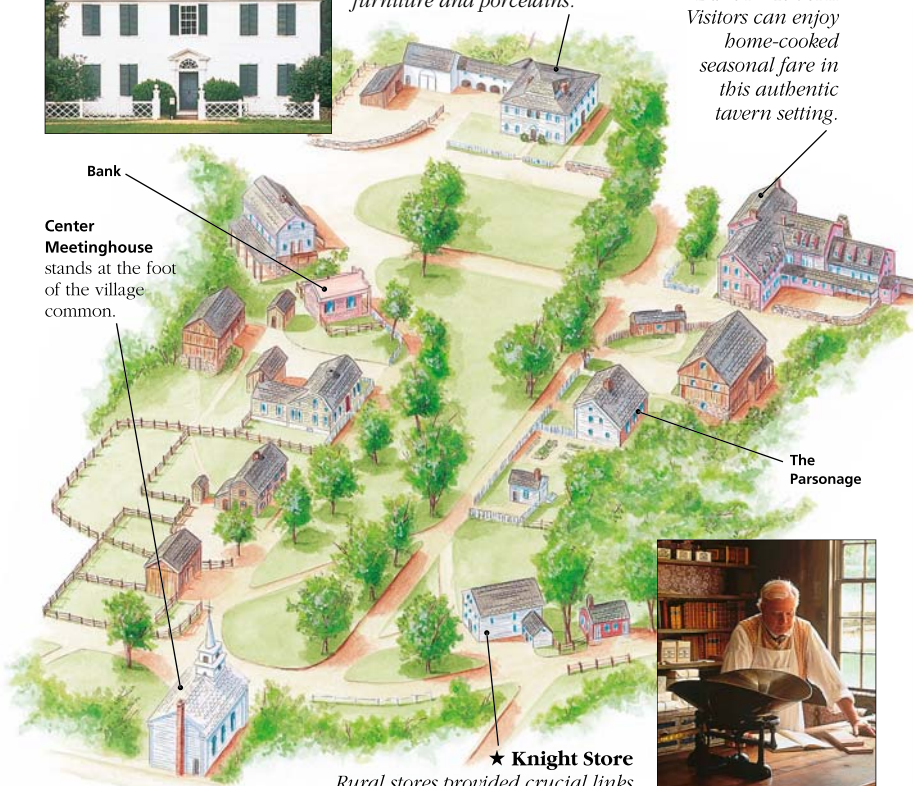 furniture and porcelains.
Visitors can enjoy
home-cooked
seasonal fare in
this authentic
tavern setting.
Bank
Center
Meetinghouse
stands at the foot
of the village
common.
The
Parsonage
★ Knight Store
Rural stores provided crucial links